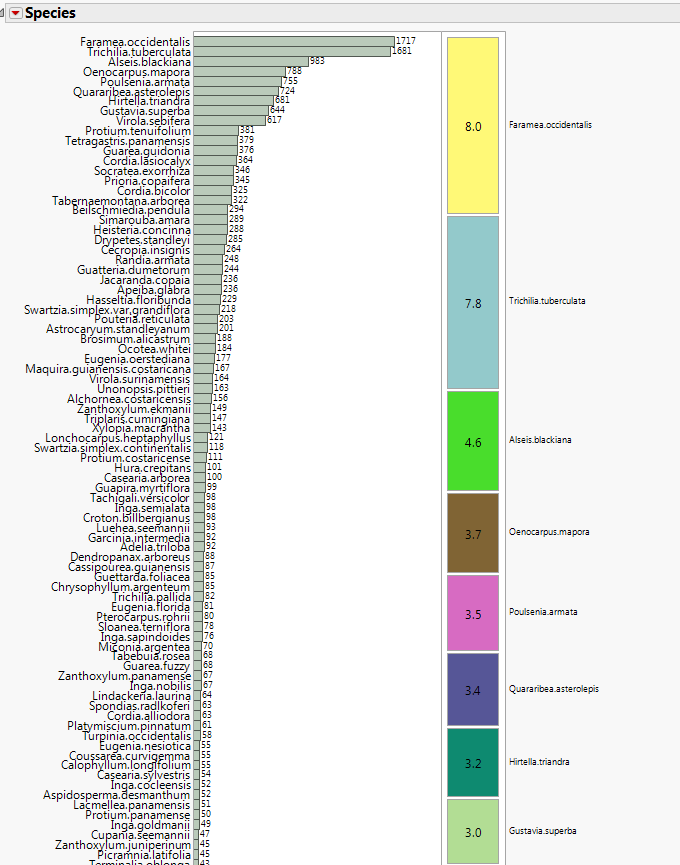 Species
Faramea.occidentalis 1717
Trichilia.tuberculata 1681
Alseis.blackiana 983
Oenocarpus.mapora 788
Poulsenia.armata 755
Quararibea.asterolepis 724
Hirtella.triandra 681
Gustavia.superba 644
Virola.sebifera 617
Protium.tenuifolium 381
Tetragastris.panamensis 379
Guarea.guidonia 376
Cordia.lasiocalyx 364
Socratea.exorrhiza 346
Prioria.copaifera 345
Cordia.bicolor 325
Tabernaemontana.arborea 322
Beilschmiedia.pendula 294
Simarouba.amara 289
Heisteria.concinna 288
Drypetes.standleyi 285
Cecropia.insignis 264
Randia.armata 248
Guatteria.dumetorum 244
Jacaranda.copaia 236
Apeiba.glabra 236
Hasseltia.floribunda 229
Swartzia.simplex.var.grandiflora 218
Pouteria.reticulata 203
Astrocaryum.standleyanum 201
Brosimum.alicastrum 188
Ocotea.whitei 184
Eugenia.oerstediana 177
Maquira.guianensis.costaricana 167
Virola.surinamensis 164
Unonopsis.pittieri 163
Alchornea.costaricensis 156
Zanthoxylum.ekmanii 149
Triplaris.cumingiana 147
Xylopia.macrantha 143
Lonchocarpus.heptaphyllus 121
Swartzia.simplex.continentalis 118
Protium.costaricense 111
Hura.crepitans 101
Casearia.arborea 100
Guapira.myrtiflora 99
Tachigali.versicolor 98
Inga.semialata 98
Croton.billbergianus 98
Luehea.seemannii 93
Garcinia.intermedia 92
Adelia.triloba 92
Dendropanax.arboreus 88
Cassipourea.guianensis 87
Guettarda.foliacea 85
Chrysophyllum.argenteum 85
Trichilia.pallida 82
Eugenia.florida 81
Pterocarpus.rohrii 80
Sloanea.terniflora 78
Inga.sapindoides 76
Miconia.argentea 70
Tabebuia.rosea 68
Guarea.fuzzy 68
Zanthoxylum.panamense 67
Inga.nobilis 67
Lindackeria.laurina 64
Spondias.radlkoferi 63
Cordia.alliodora 63
Platymiscium.pinnatum 61
Turpinia.occidentalis 58
Eugenia.nesiotica 55
Coussarea.curvigemma 55
Calophyllum.longifolium 55
Casearia.sylvestris 54
Inga.cocleensis 52
Aspidosperma.desmanthum 52
Lacmellea.panamensis 51
Protium.panamense 50
Inga.goldmanii 49
Cupania.seemannii 47
Zanthoxylum.juniperinum 45
Picramnia.latifolia 45
Terminalia.oblonga 43
8.0 Faramea.occidentalis
7.8 Trichilia.tuberculata
4.6 Alseis.blackiana
3.7 Oenocarpus.mapora
3.5 Poulsenia.armata
3.4 Quararibea.asterolepis
3.2 Hirtella.triandra
3.0 Gustavia.superba